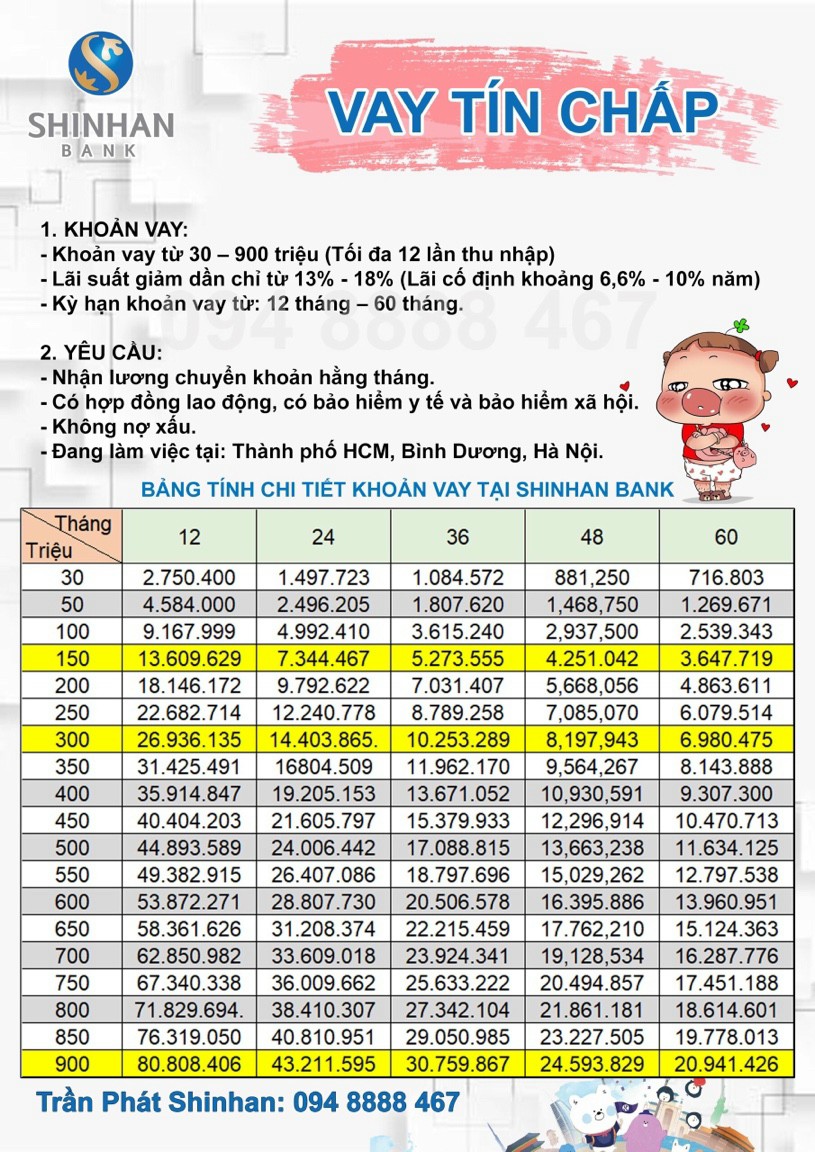 SHINHAN
BANK
VAY TÍN CHẤP
1. KHOẢN VAY:
- Khoản vay từ 30 – 900 triệu (Tối đa 12 lần thu nhập)
- Lãi suất giảm dần chỉ từ 13% - 18% (Lãi cố định khoảng 6,6% - 10% năm)
- Kỳ hạn khoản vay từ: 12 tháng – 60 tháng.
094 8888 467
2. YÊU CẦU:
- Nhận lương chuyển khoản hằng tháng.
- Có hợp đồng lao động, có bảo hiểm y tế và bảo hiểm xã hội.
- Không nợ xấu.
- Đang làm việc tại: Thành phố HCM, Bình Dương, Hà Nội.
BẢNG TÍNH CHI TIẾT KHOẢN VAY TẠI SHINHAN BANK
Tháng
Triệu 12 24 36 48 60
30 2.750.400 1.497.723 1.084.572 881,250 716.803
50 4.584.000 2.496.205 1.807.620 1,468,750 1.269.671
100 9.167.999 4.992.410 3.615.240 2,937,500 2.539.343
150 13.609.629 7.344.467 5.273.555 4.251.042 3.647.719
200 18.146.172 9.792.622 7.031.407 5,668,056 4.863.611
250 22.682.714 12.240.778 8.789.258 7,085,070 6.079.514
300 26.936.135 14.403.865. 10.253.289 8,197,943 6.980.475
350 31.425.491 16804.509 11.962.170 9,564,267 8.143.888
400 35.914.847 19.205.153 13.671.052 10,930,591 9.307.300
450 40.404.203 21.605.797 15.379.933 12,296,914 10.470.713
500 44.893.589 24.006.442 17.088.815 13,663,238 11.634.125
550 49.382.915 26.407.086 18.797.696 15,029,262 12.797.538
600 53.872.271 28.807.730 20.506.578 16.395.886 13.960.951
650 58.361.626 31.208.374 22.215.459 17.762,210 15.124.363
700 62.850.982 33.609.018 23.924.341 19,128,534 16.287.776
750 67.340.338 36.009.662 25.633.222 20.494.857 17.451.188
800 71.829.694. 38.410.307 27.342.104 21.861.181 18.614.601
850 76.319.050 40.810.951 29.050.985 23.227.505 19.778.013
900 80.808.406 43.211.595 30.759.867 24.593.829 20.941.426
Trần Phát Shinhan: 094 8888 467